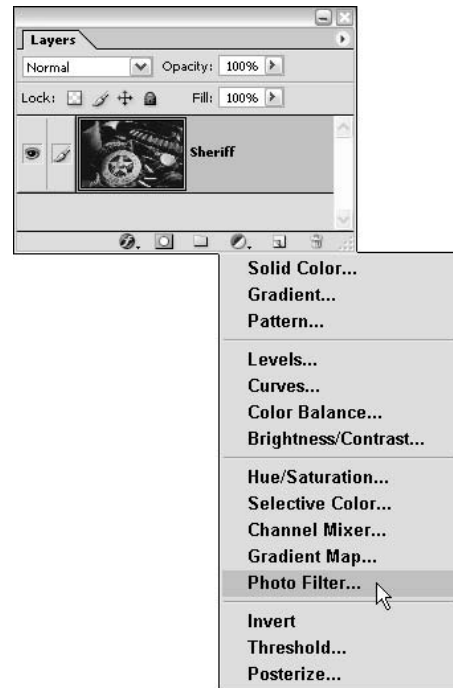 Layers
Normal Opacity: 100%
Lock: Fill: 100%
Sheriff
Solid Color...
Gradient...
Pattern...
Levels...
Curves...
Color Balance...
Brightness/Contrast...
Hue/Saturation...
Selective Color...
Channel Mixer...
Gradient Map...
Photo Filter...
Invert
Threshold...
Posterize...